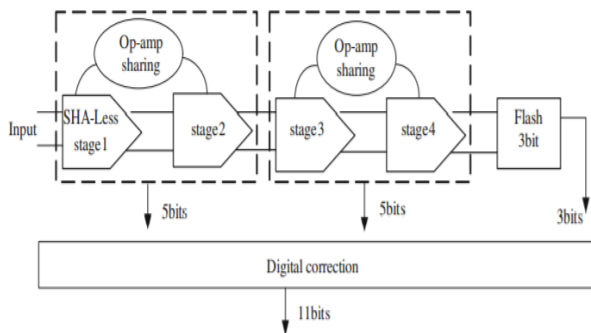 Op-amp
sharing
Op-amp
sharing
Input
SHA-Less
stage1
stage2
stage3
stage4
Flash
3bit
5bits
5bits
3bits
Digital correction
11bits